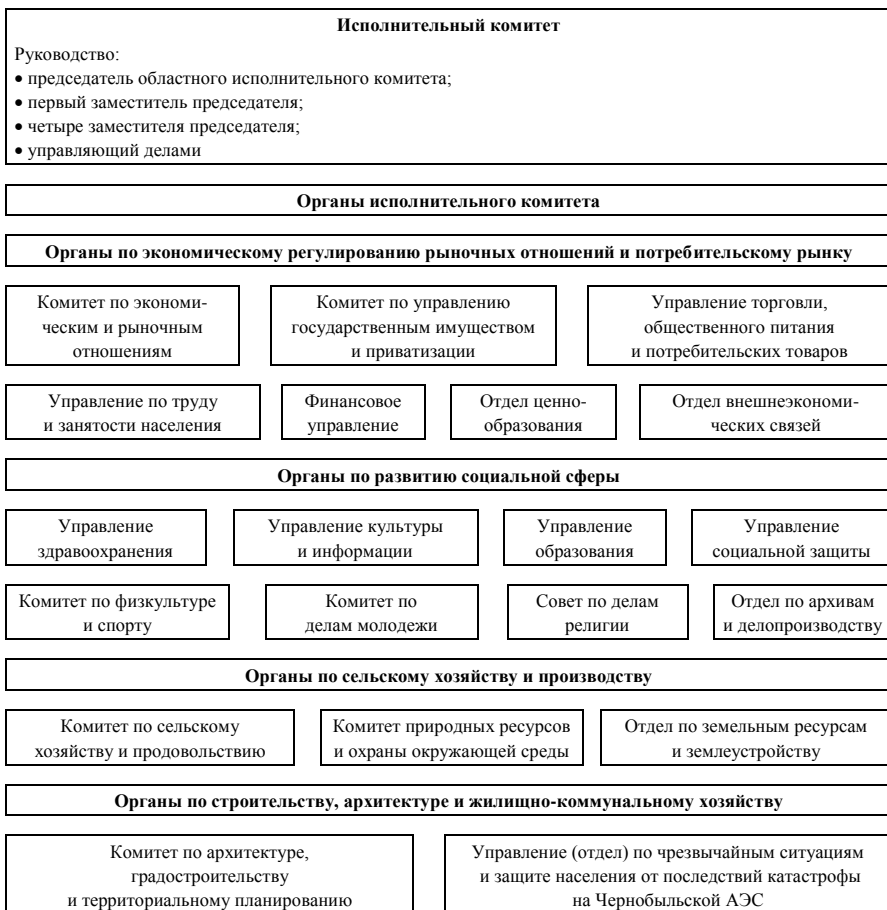 Исполнительный комитет
Руководство:
• председатель областного исполнительного комитета;
• первый заместитель председателя;
• четыре заместителя председателя;
• управляющий делами
Органы исполнительного комитета
Органы по экономическому регулированию рыночных отношений и потребительскому рынку
Комитет по экономи-
ческим и рыночным
отношениям
Комитет по управлению
государственным имуществом
и приватизации
Управление торговли,
общественного питания
и потребительских товаров
Управление по труду
и занятости населения
Финансовое
управление
Отдел ценно-
образования
Отдел внешнеэкономи-
ческих связей
Органы по развитию социальной сферы
Управление
здравоохранения
Управление культуры
и информации
Управление
образования
Управление
социальной защиты
Комитет по физкультуре
и спорту
Комитет по
делам молодежи
Совет по делам
религии
Отдел по архивам
и делопроизводству
Органы по сельскому хозяйству и производству
Комитет по сельскому
хозяйству и продовольствию
Комитет природных ресурсов
и охраны окружающей среды
Отдел по земельным ресурсам
и землеустройству
Органы по строительству, архитектуре и жилищно-коммунальному хозяйству
Комитет по архитектуре,
градостроительству
и территориальному планированию
Управление (отдел) по чрезвычайным ситуациям
и защите населения от последствий катастрофы
на Чернобыльской АЭС